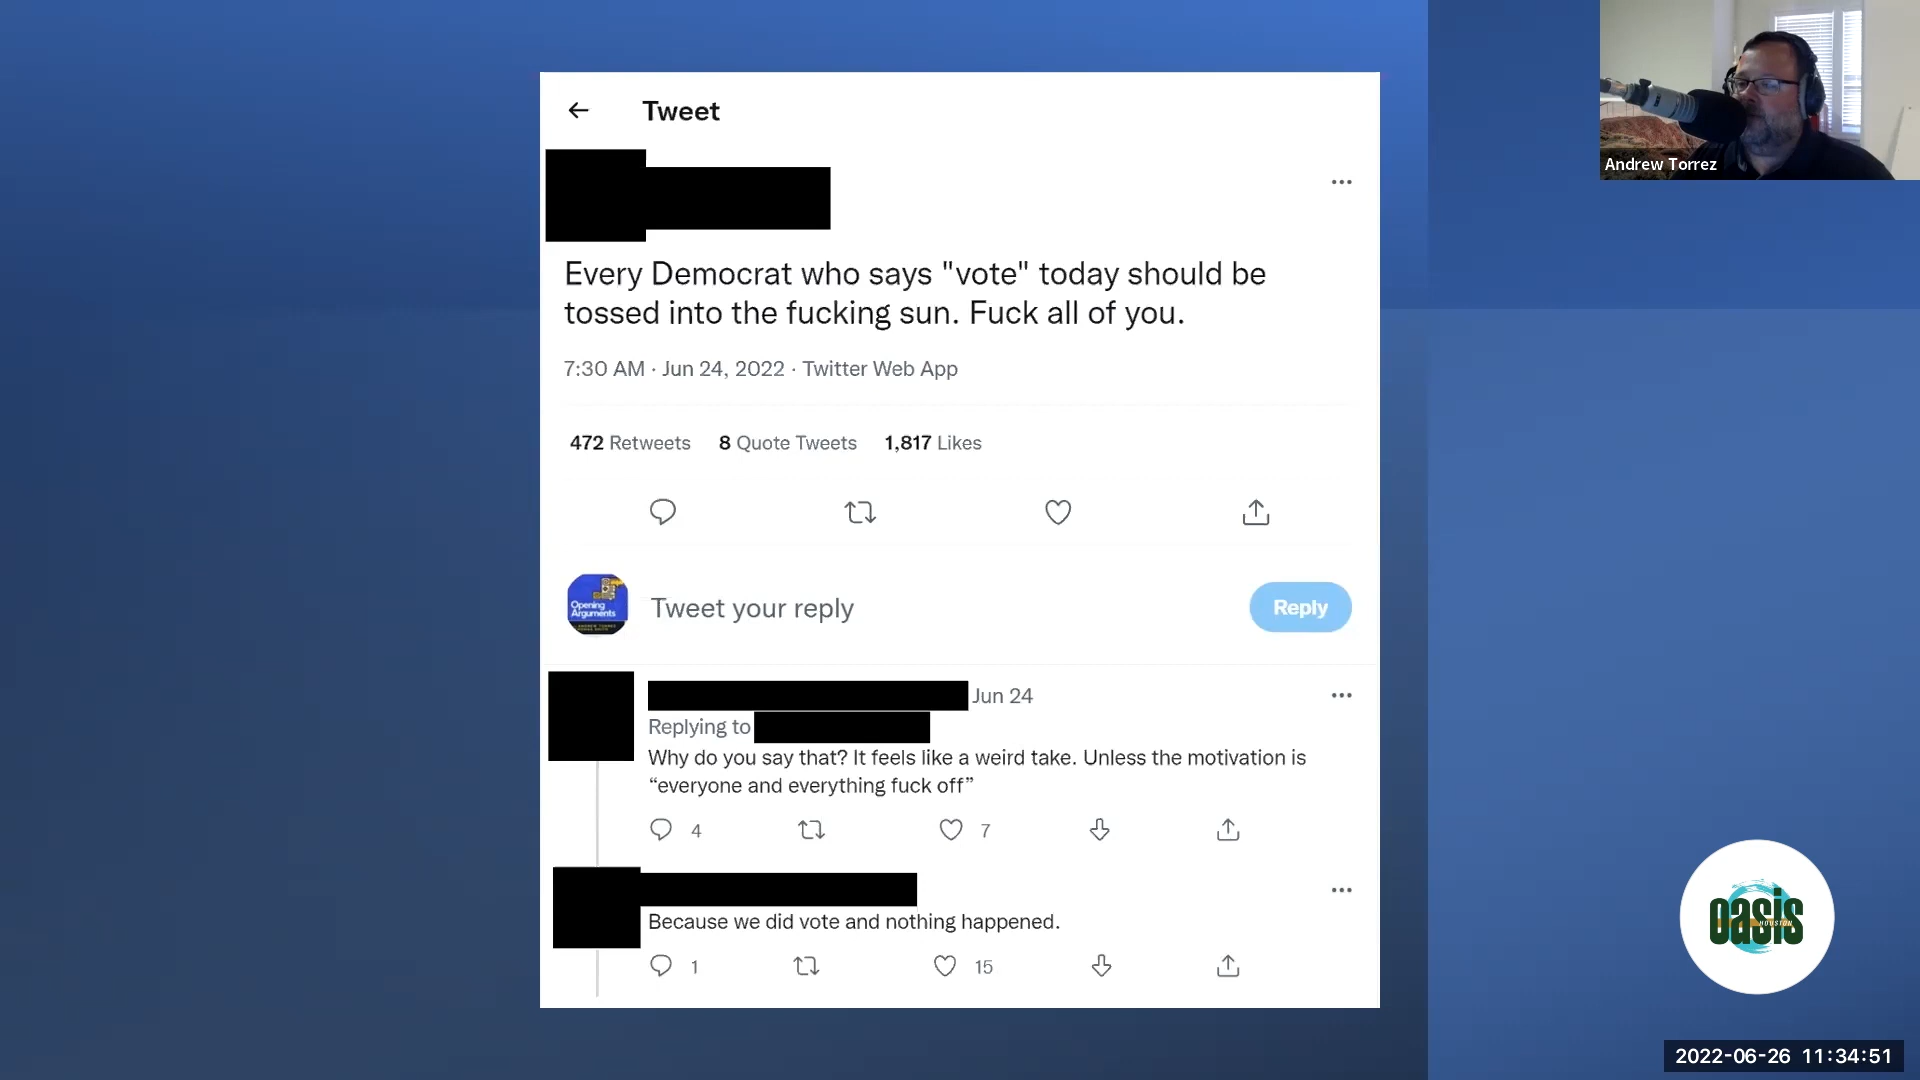 Tweet
Every Democrat who says "vote" today should be
tossed into the fucking sun. Fuck all of you.
7:30 AM · Jun 24, 2022 · Twitter Web App
472 Retweets 8 Quote Tweets 1,817 Likes
Opening
Arguments
Tweet your reply
Reply
Jun 24
Replying to
Why do you say that? It feels like a weird take. Unless the motivation is
“everyone and everything fuck off”
4 7
Because we did vote and nothing happened.
1 15
Andrew Torrez
oasis
HOUSTON
2022-06-26 11:34:51